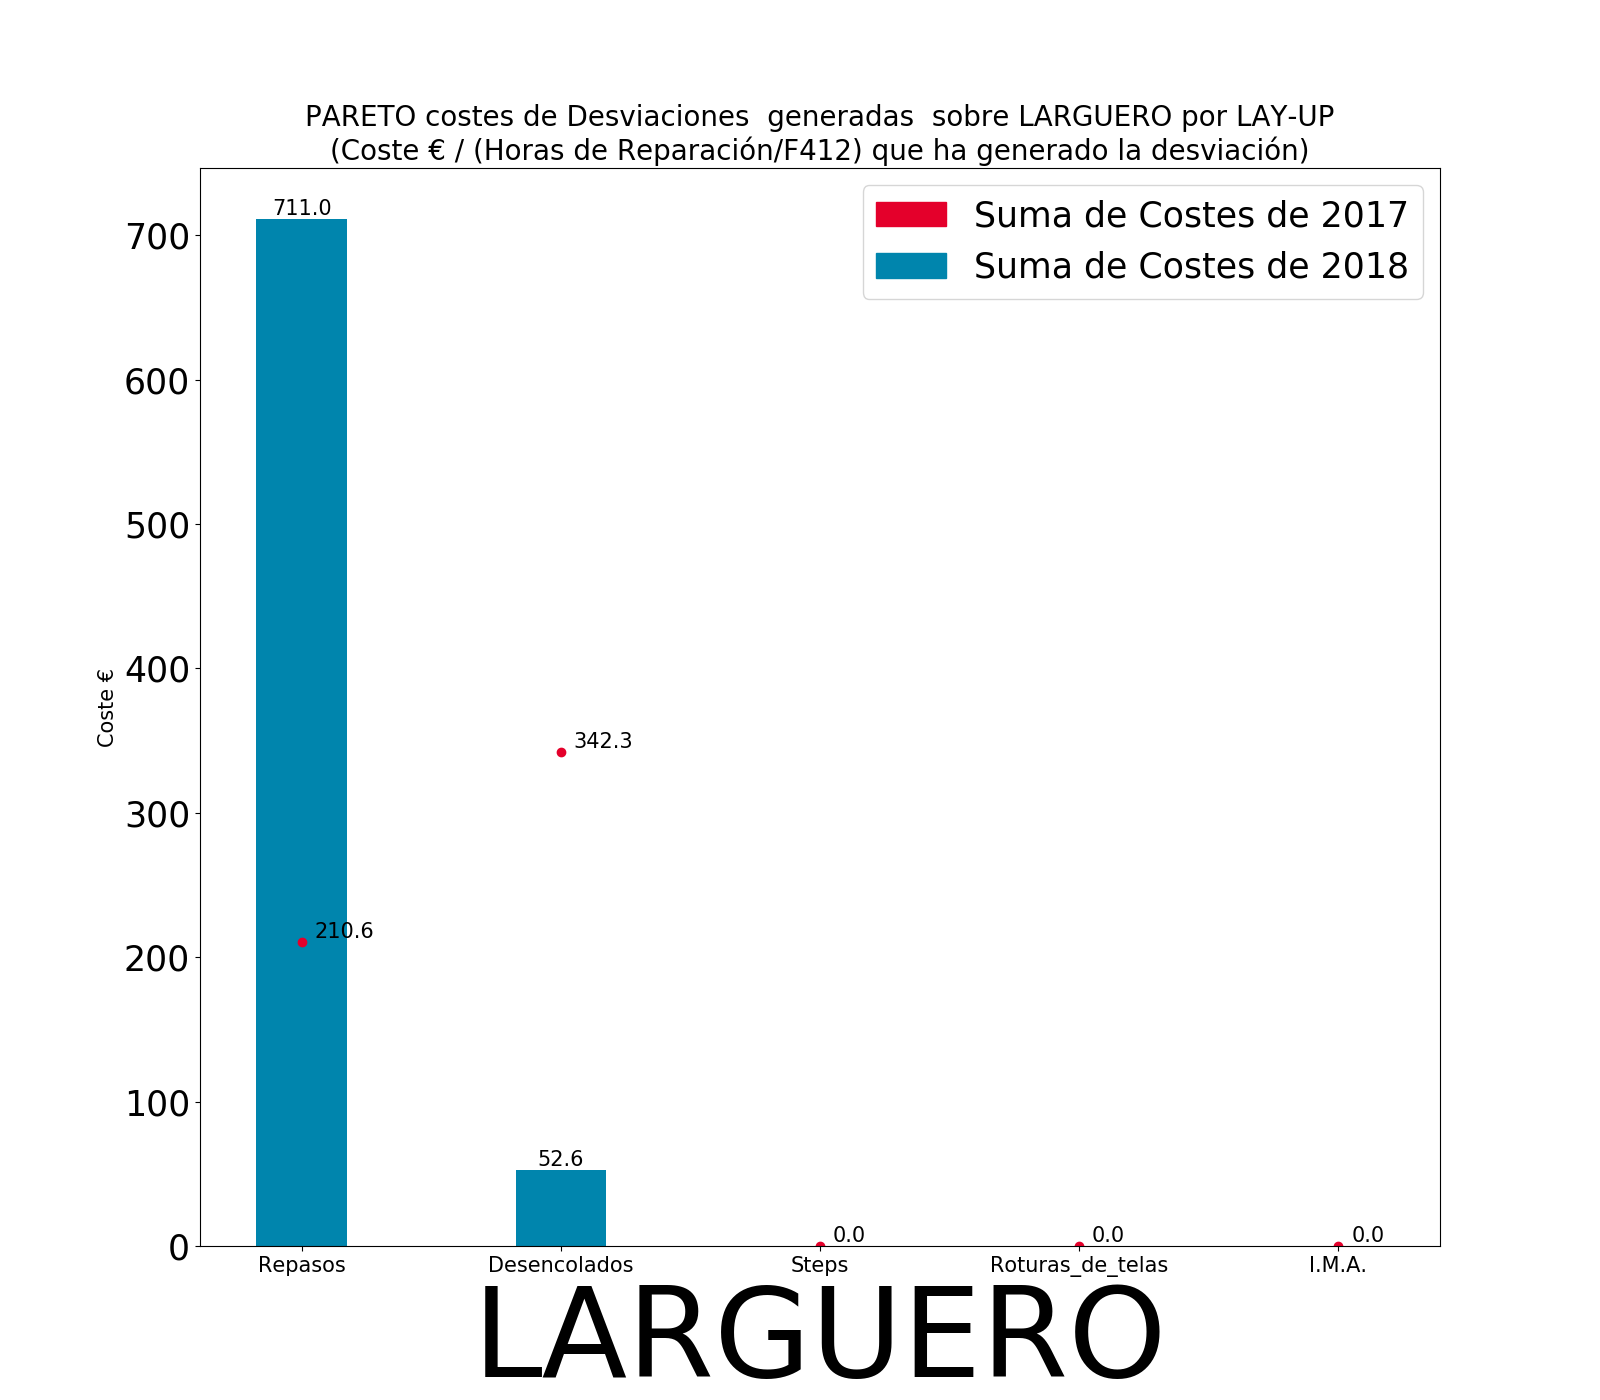 PARETO costes de Desviaciones  generadas  sobre LARGUERO por LAY-UP
(Coste € / (Horas de Reparación/F412) que ha generado la desviación)
Suma de Costes de 2017
Suma de Costes de 2018
711.0
700
600
500
400
300
200
100
0
Coste €
342.3
210.6
52.6
0.0
0.0
0.0
Repasos
Desencolados
Steps
Roturas_de_telas
I.M.A.
LARGUERO